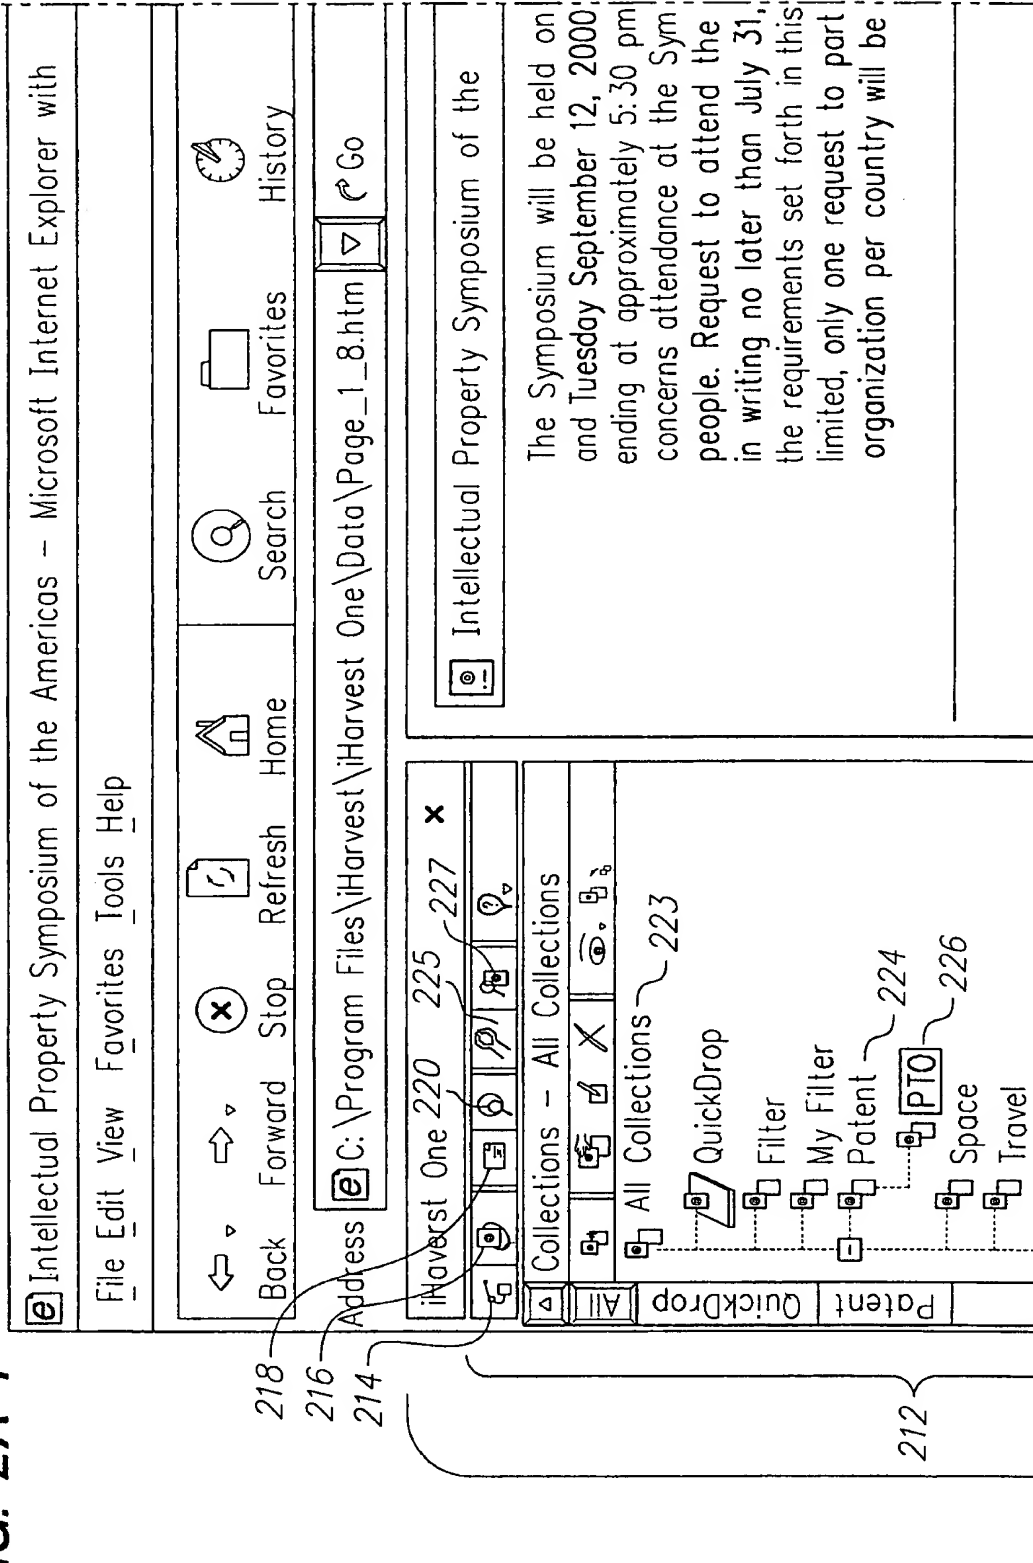 Intellectual Property Symposium of the Americas – Microsoft Internet Explorer with
File Edit View Favorites Tools Help
Back Forward Stop Refresh Home Search Favorites History
Address C:\Program Files\iHarvest\iHarvest One\Data\Page_1_8.htm Go
iHaverst One
220
225
227
218
216
214
Collections – All Collections
All
QuickDrop
Patent
All Collections
223
QuickDrop
Filter
My Filter
Patent
224
PTO
226
Space
Travel
212
Intellectual Property Symposium of the
The Symposium will be held on
and Tuesday September 12, 2000
ending at approximately 5:30 pm
concerns attendance at the Sym
people. Request to attend the
in writing no later than July 31,
the requirements set forth in this
limited, only one request to part
organization per country will be